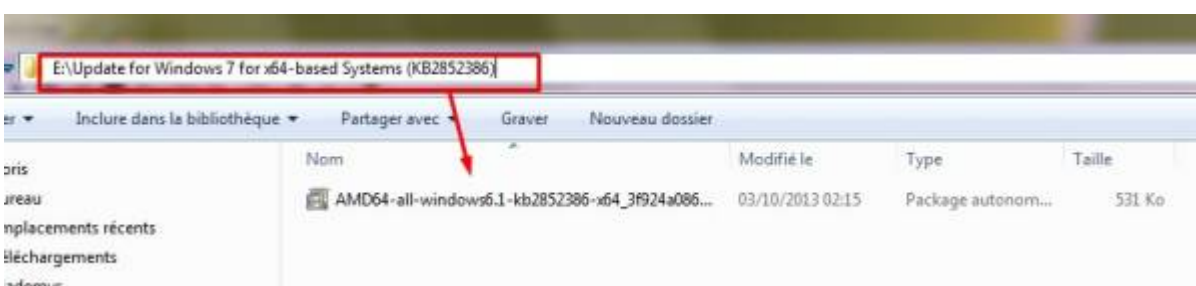 E:\Update for Windows 7 for x64-based Systems (KB2852386)
er Inclure dans la bibliothèque Partager avec Graver Nouveau dossier
Nom Modifié le Type Taille
oris
AMD64-all-windows6.1-kb2852386-x64_3f924a086... 03/10/2013 02:15 Package autonom... 531 Ko
ureau
mplacements récents
éléchargements